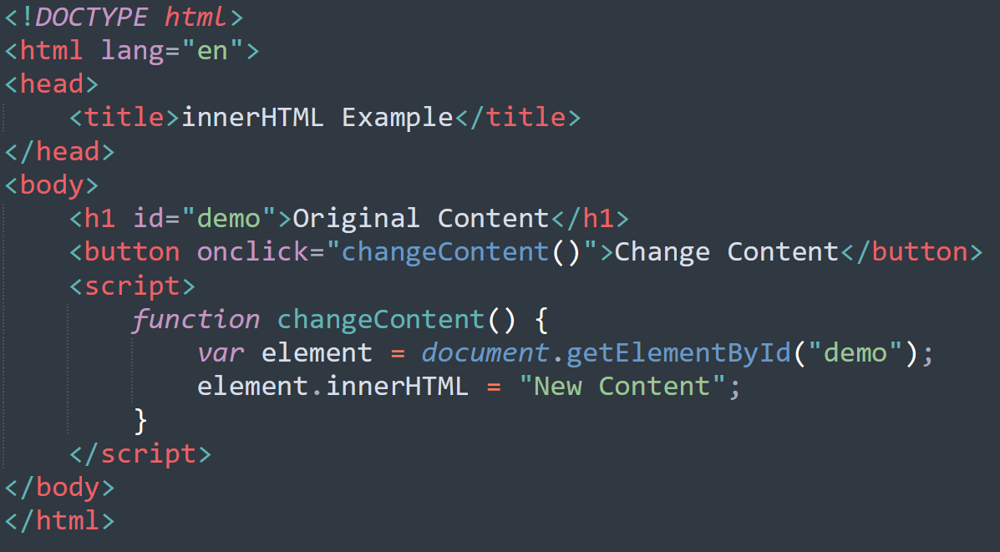 <!DOCTYPE html>
<html lang="en">
<head>
    <title>innerHTML Example</title>
</head>
<body>
    <h1 id="demo">Original Content</h1>
    <button onclick="changeContent()">Change Content</button>
    <script>
        function changeContent() {
            var element = document.getElementById("demo");
            element.innerHTML = "New Content";
        }
    </script>
</body>
</html>